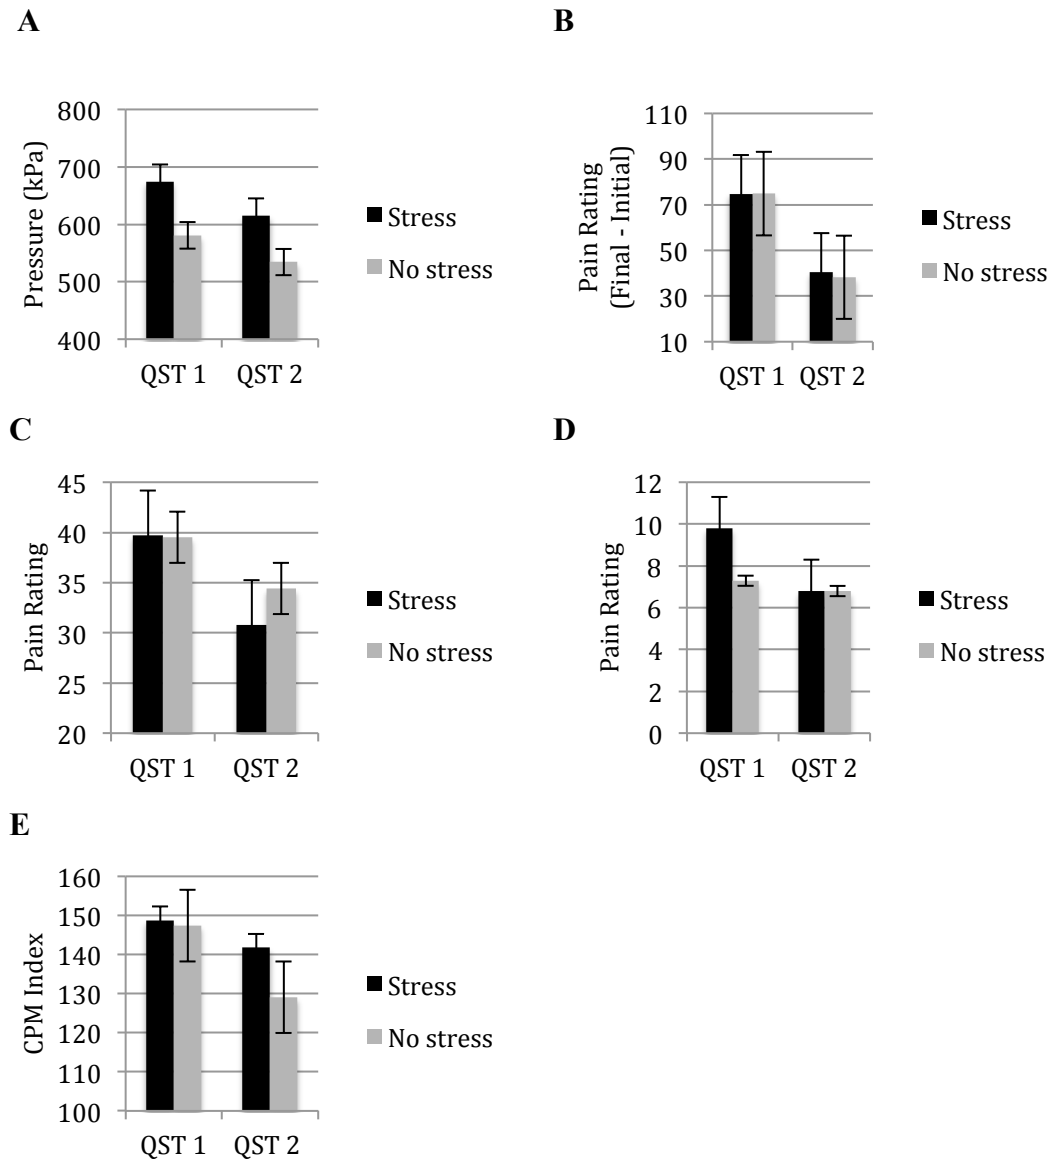 A
Pressure (kPa)
800
700
600
500
400
QST 1 QST 2
Stress
No stress
B
Pain Rating
(Final - Initial)
110
90
70
50
30
10
QST 1 QST 2
Stress
No stress
C
Pain Rating
45
40
35
30
25
20
QST 1 QST 2
Stress
No stress
D
Pain Rating
12
10
8
6
4
2
0
QST 1 QST 2
Stress
No stress
E
CPM Index
160
150
140
130
120
110
100
QST 1 QST 2
Stress
No stress